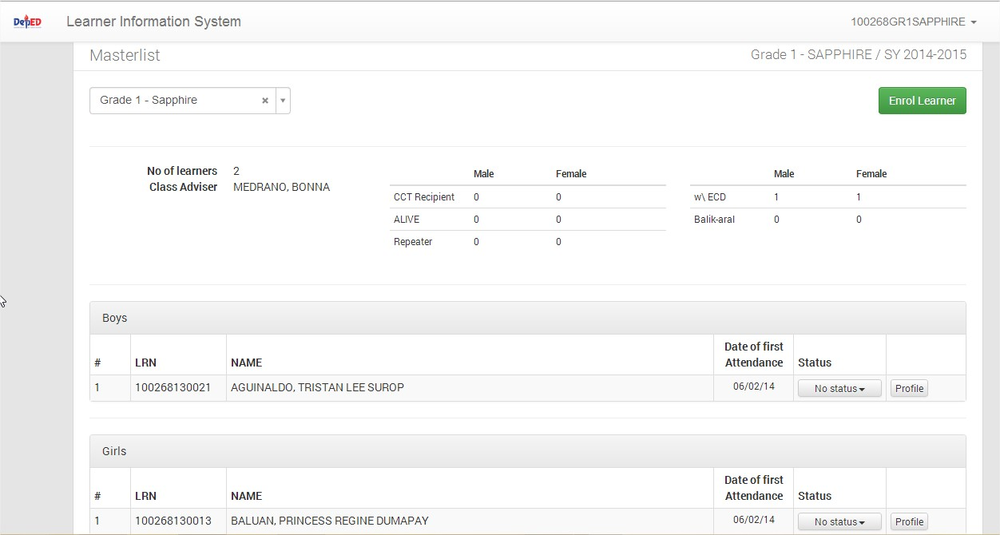 DepED Learner Information System 100268GR1SAPPHIRE
Masterlist Grade 1 - SAPPHIRE / SY 2014-2015
Grade 1 - Sapphire × Enrol Learner
No of learners 2
Class Adviser MEDRANO, BONNA
Male Female
CCT Recipient 0 0
ALIVE 0 0
Repeater 0 0
Male Female
w\ ECD 1 1
Balik-aral 0 0
Boys
# LRN NAME Date of first Attendance Status
1 100268130021 AGUINALDO, TRISTAN LEE SUROP 06/02/14 No status Profile
Girls
# LRN NAME Date of first Attendance Status
1 100268130013 BALUAN, PRINCESS REGINE DUMAPAY 06/02/14 No status Profile